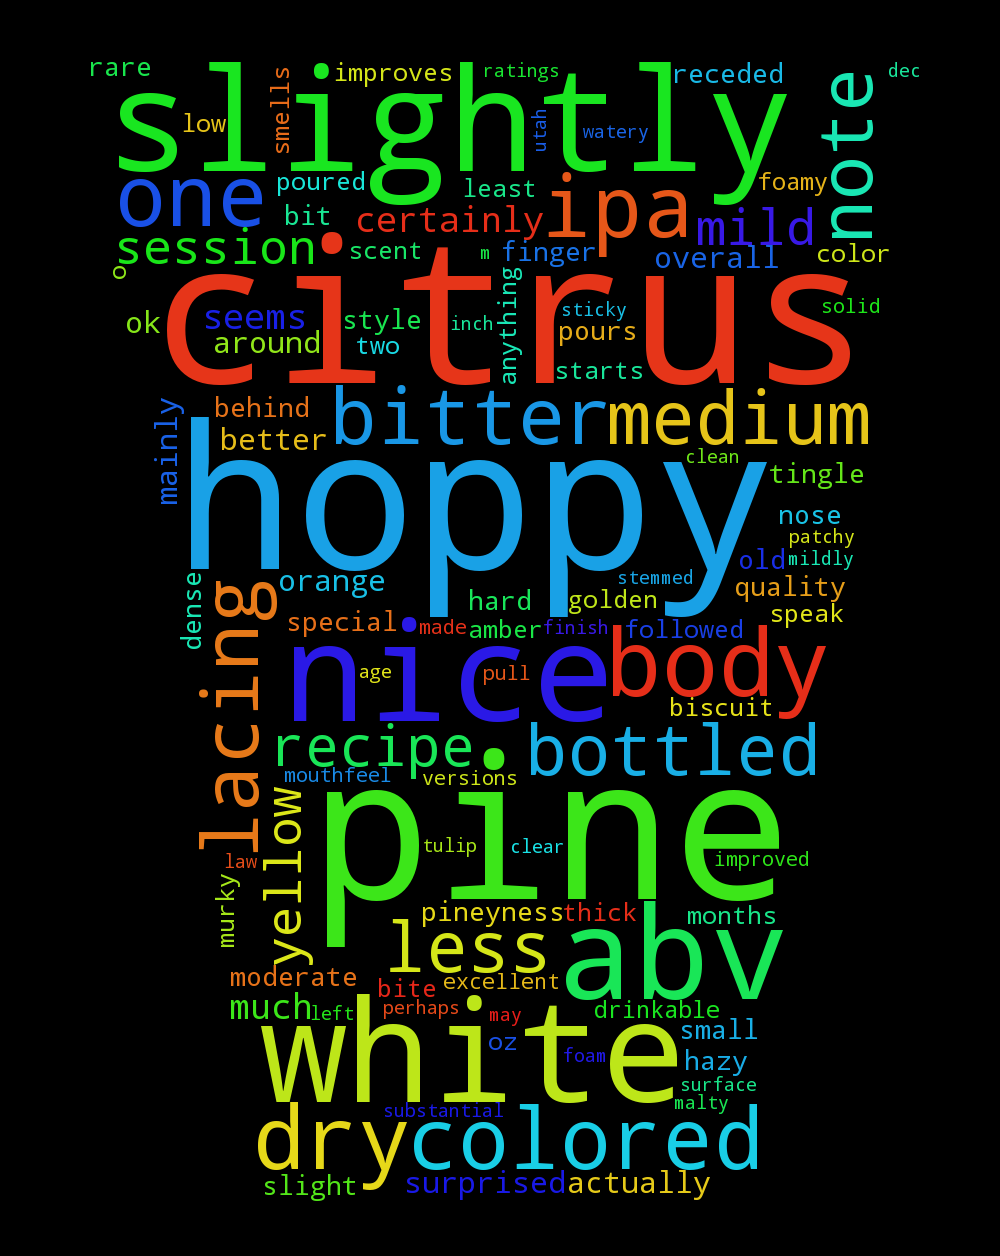 rare
slightly
improves
ratings
receded
dec
low
smells
utah
watery
note
one
poured
bit
least
certainly
ipa
foamy
mild
session
scent
m
finger
overall
color
o
citrus
ok
seems
around
style
two
inch
anything
sticky
pours
starts
solid
mainly
behind
better
bitter
medium
hoppy
clean
tingle
nose
patchy
old
mildly
dense
orange
stemmed
quality
hard
golden
speak
lacing
special
made
amber
finish
followed
nice
age
pull
body
biscuit
recipe
bottled
mouthfeel
versions
yellow
pine
tulip
clear
improved
law
murky
pineyness
thick
months
less
abv
moderate
bite
excellent
much
left
perhaps
may
drinkable
small
white
oz
foam
hazy
surface
malty
substantial
dry
colored
slight
surprised
actually